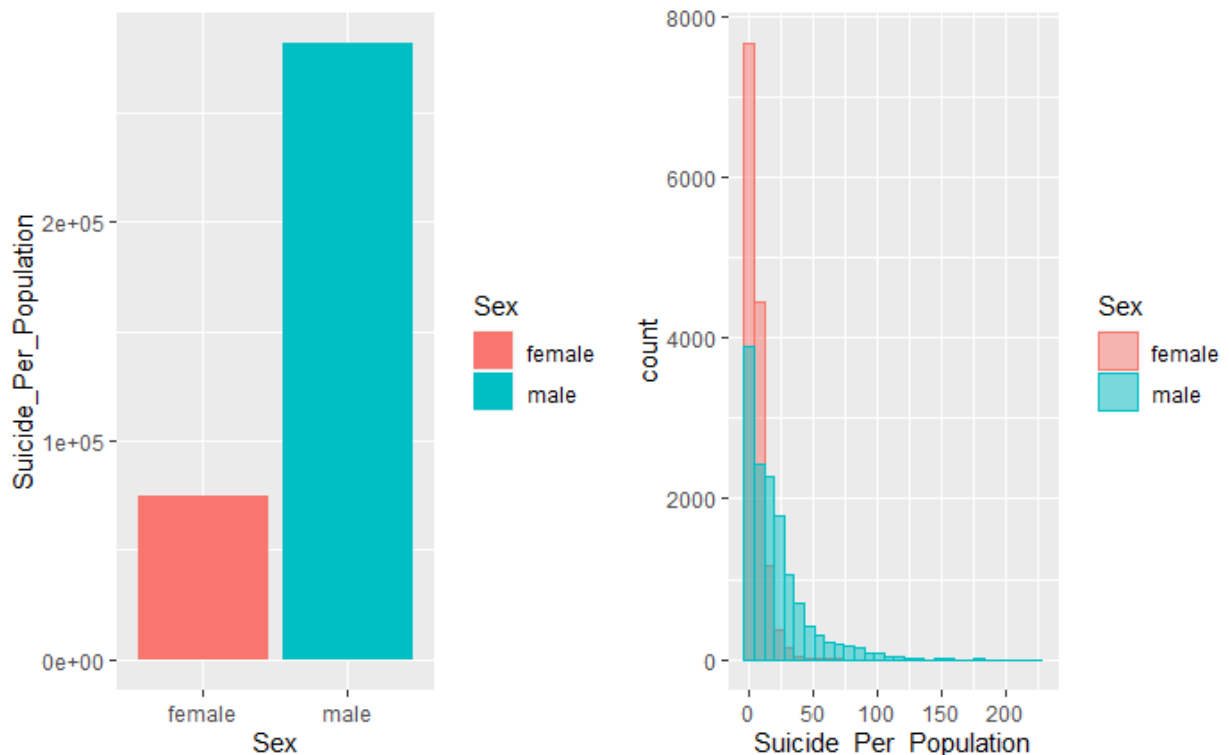 Suicide_Per_Population
2e+05
1e+05
0e+00
female
male
Sex
Sex
female
male
count
8000
6000
4000
2000
0
0
50
100
150
200
Suicide_Per_Population
Sex
female
male